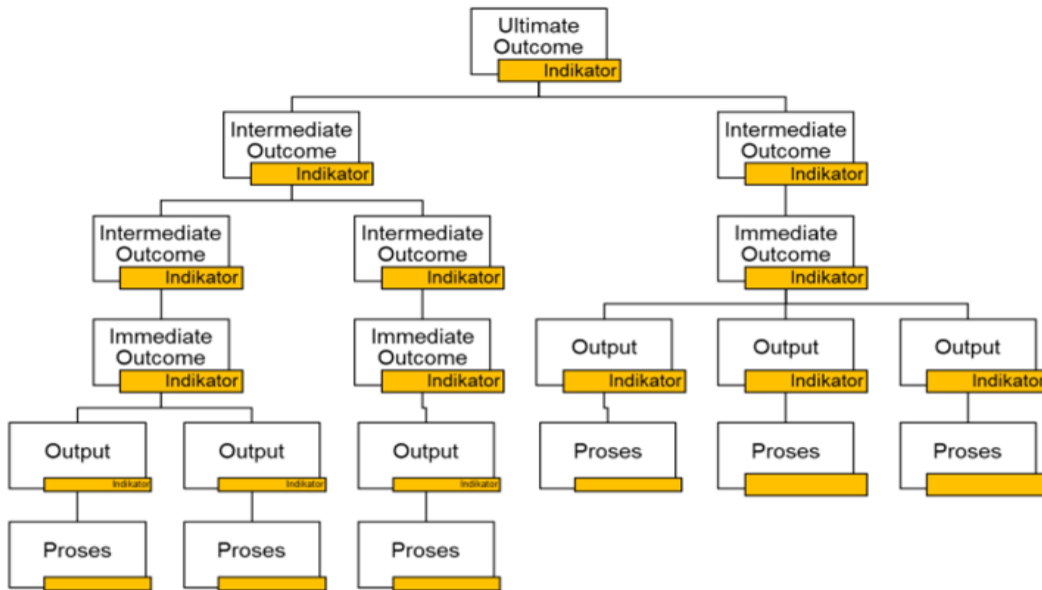 Ultimate
Outcome
Indikator
Intermediate
Outcome
Indikator
Intermediate
Outcome
Indikator
Intermediate
Outcome
Indikator
Intermediate
Outcome
Indikator
Immediate
Outcome
Indikator
Immediate
Outcome
Indikator
Immediate
Outcome
Indikator
Output
Indikator
Output
Indikator
Output
Indikator
Output
Indikator
Output
Indikator
Output
Indikator
Proses
Proses
Proses
Proses
Proses
Proses